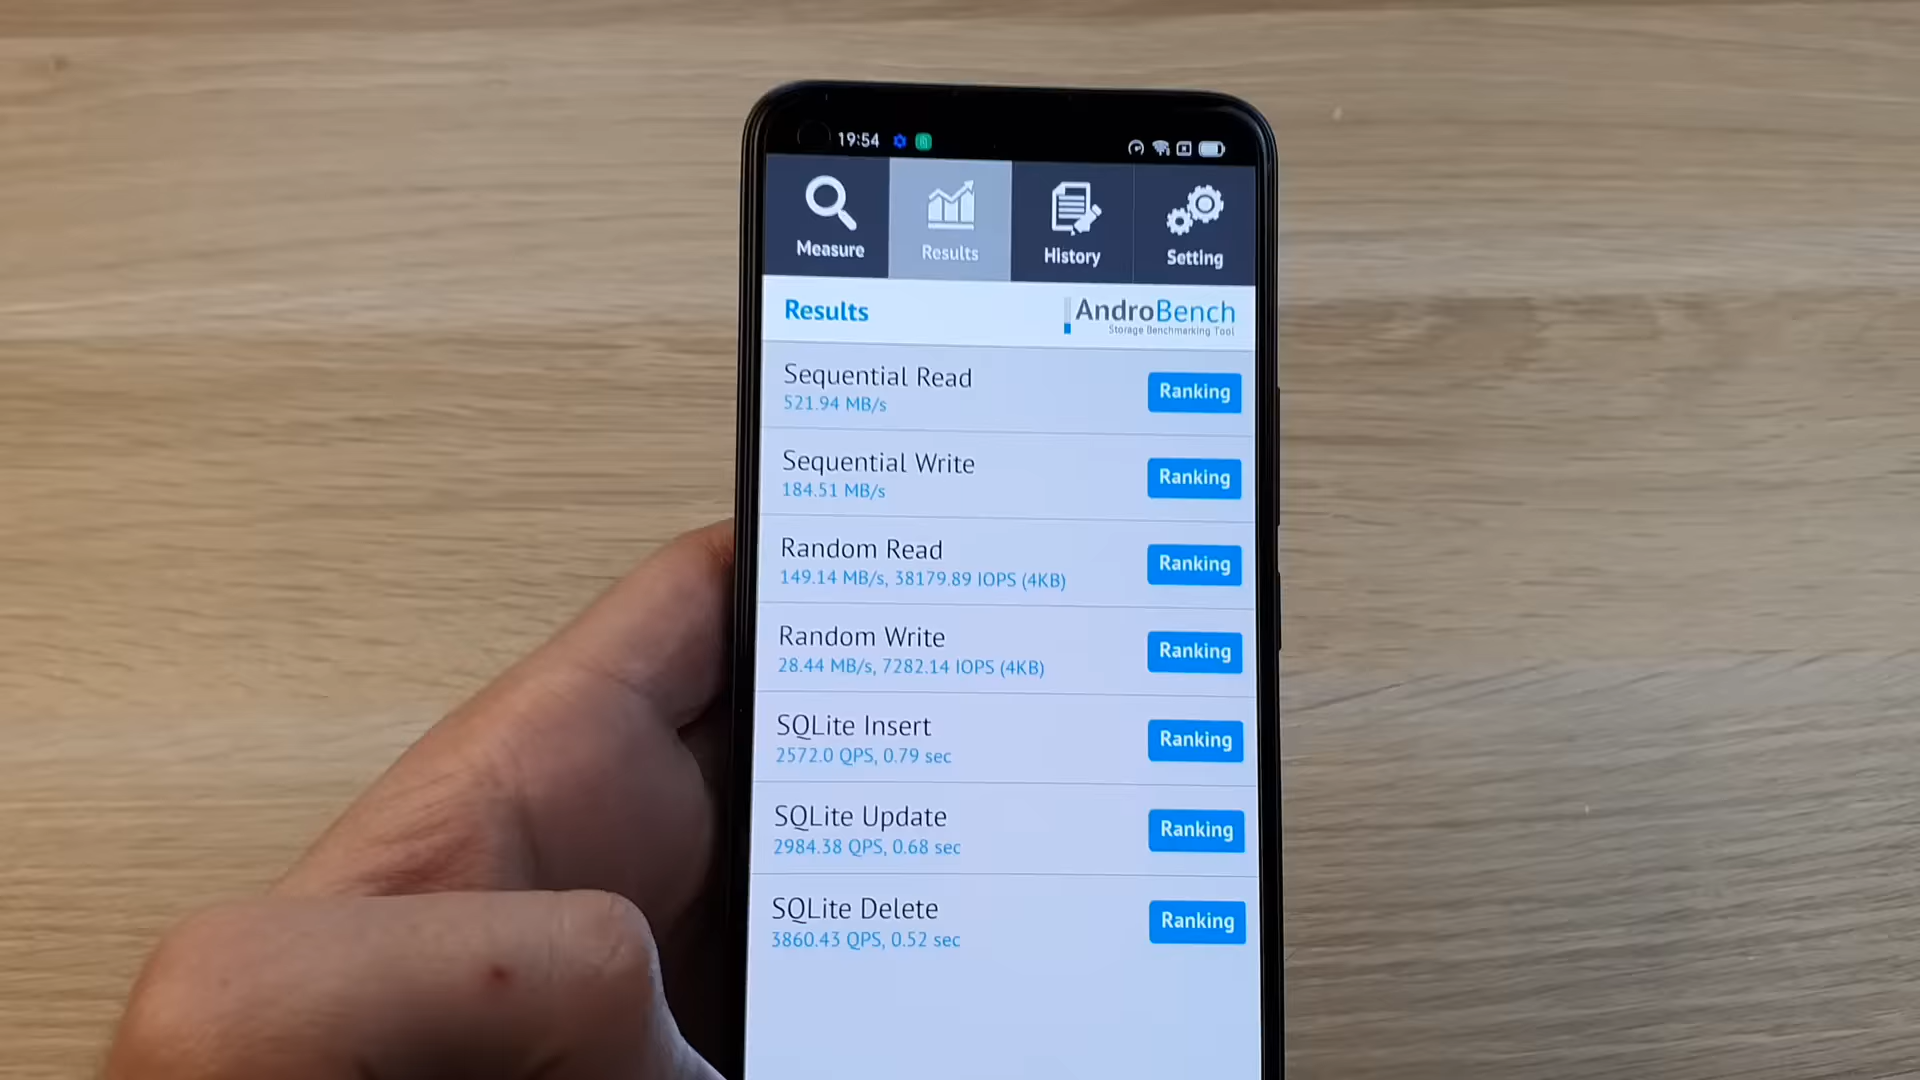 19:54
Measure
Results
History
Setting
Results
AndroBench
Storage Benchmarking Tool
Sequential Read
521.94 MB/s
Ranking
Sequential Write
184.51 MB/s
Ranking
Random Read
149.14 MB/s, 38179.89 IOPS (4KB)
Ranking
Random Write
28.44 MB/s, 7282.14 IOPS (4KB)
Ranking
SQLite Insert
2572.0 QPS, 0.79 sec
Ranking
SQLite Update
2984.38 QPS, 0.68 sec
Ranking
SQLite Delete
3860.43 QPS, 0.52 sec
Ranking